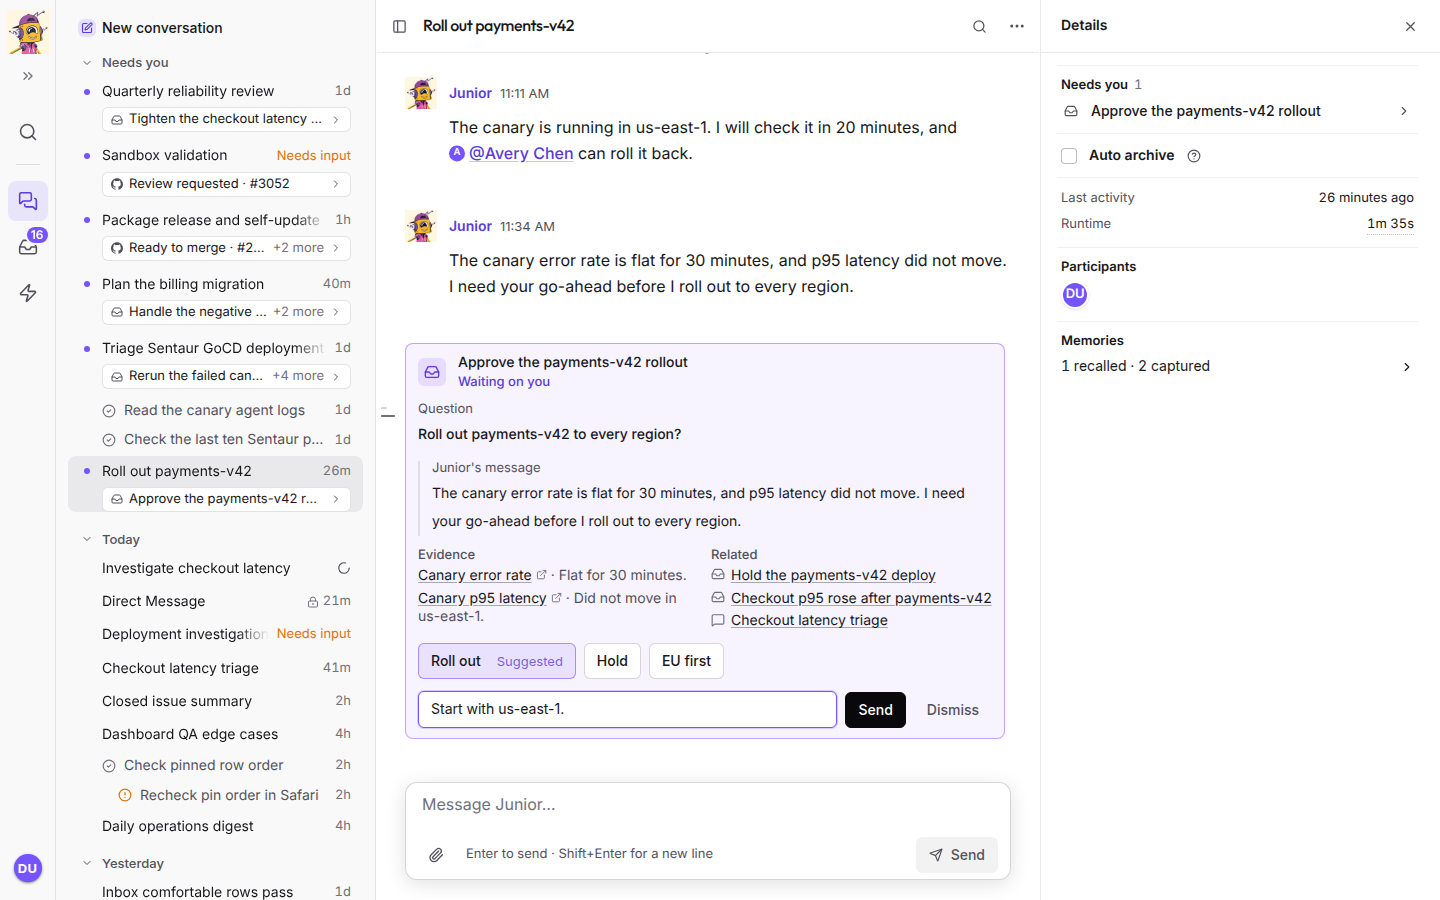 New conversation
Needs you
Quarterly reliability review 1d
Tighten the checkout latency ...
Sandbox validation Needs input
Review requested · #3052
Package release and self-update 1h
Ready to merge · #2... +2 more
Plan the billing migration 40m
Handle the negative ... +2 more
Triage Sentaur GoCD deployment 1d
Rerun the failed can... +4 more
Read the canary agent logs 1d
Check the last ten Sentaur p... 1d
Roll out payments-v42 26m
Approve the payments-v42 r...
Today
Investigate checkout latency
Direct Message 21m
Deployment investigation Needs input
Checkout latency triage 41m
Closed issue summary 2h
Dashboard QA edge cases 4h
Check pinned row order 2h
Recheck pin order in Safari 2h
Daily operations digest 4h
Yesterday
Inbox comfortable rows pass 1d
16
DU
Roll out payments-v42
Junior 11:11 AM
The canary is running in us-east-1. I will check it in 20 minutes, and
A @Avery Chen can roll it back.
Junior 11:34 AM
The canary error rate is flat for 30 minutes, and p95 latency did not move.
I need your go-ahead before I roll out to every region.
Approve the payments-v42 rollout
Waiting on you
Question
Roll out payments-v42 to every region?
Junior's message
The canary error rate is flat for 30 minutes, and p95 latency did not move. I need
your go-ahead before I roll out to every region.
Evidence
Canary error rate · Flat for 30 minutes.
Canary p95 latency · Did not move in
us-east-1.
Related
Hold the payments-v42 deploy
Checkout p95 rose after payments-v42
Checkout latency triage
Roll out Suggested Hold EU first
Start with us-east-1. Send Dismiss
Message Junior...
Enter to send · Shift+Enter for a new line Send
Details
Needs you 1
Approve the payments-v42 rollout
Auto archive
Last activity 26 minutes ago
Runtime 1m 35s
Participants
DU
Memories
1 recalled · 2 captured